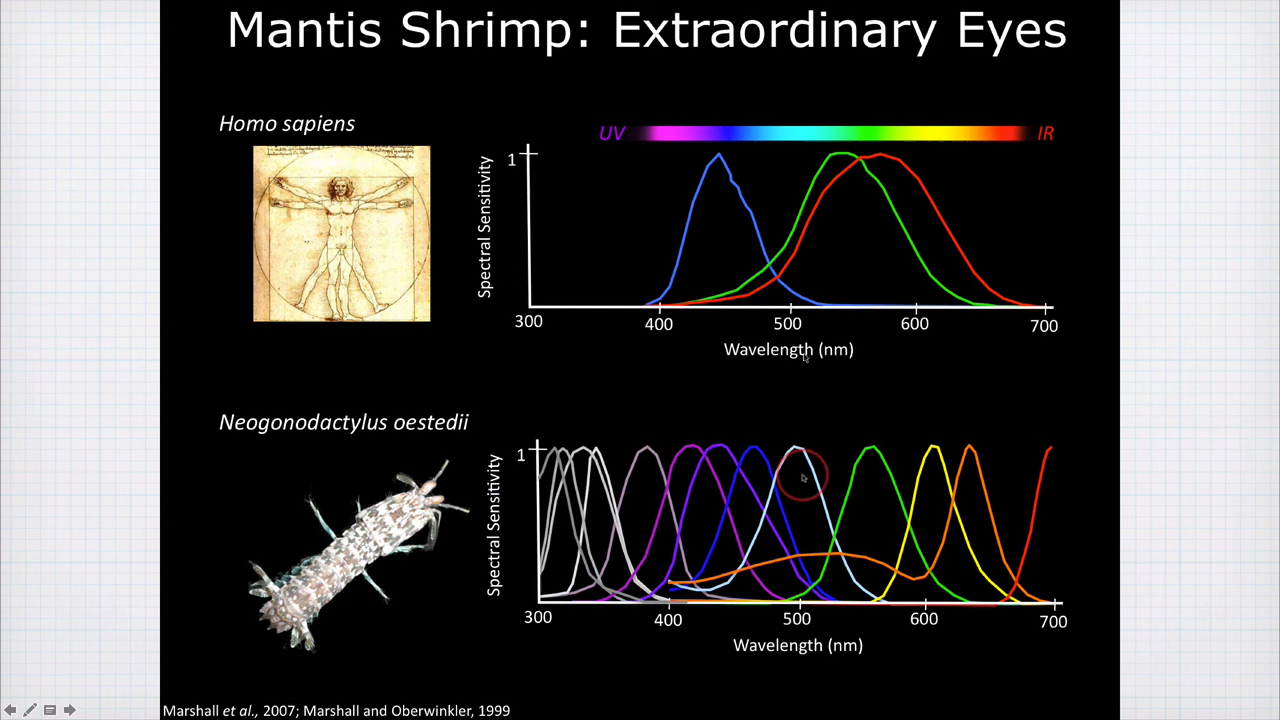 Mantis Shrimp: Extraordinary Eyes
Homo sapiens
UV
IR
Spectral Sensitivity
1
300 400 500 600 700
Wavelength (nm)
Neogonodactylus oestedii
Spectral Sensitivity
1
300 400 500 600 700
Wavelength (nm)
Marshall et al., 2007; Marshall and Oberwinkler, 1999